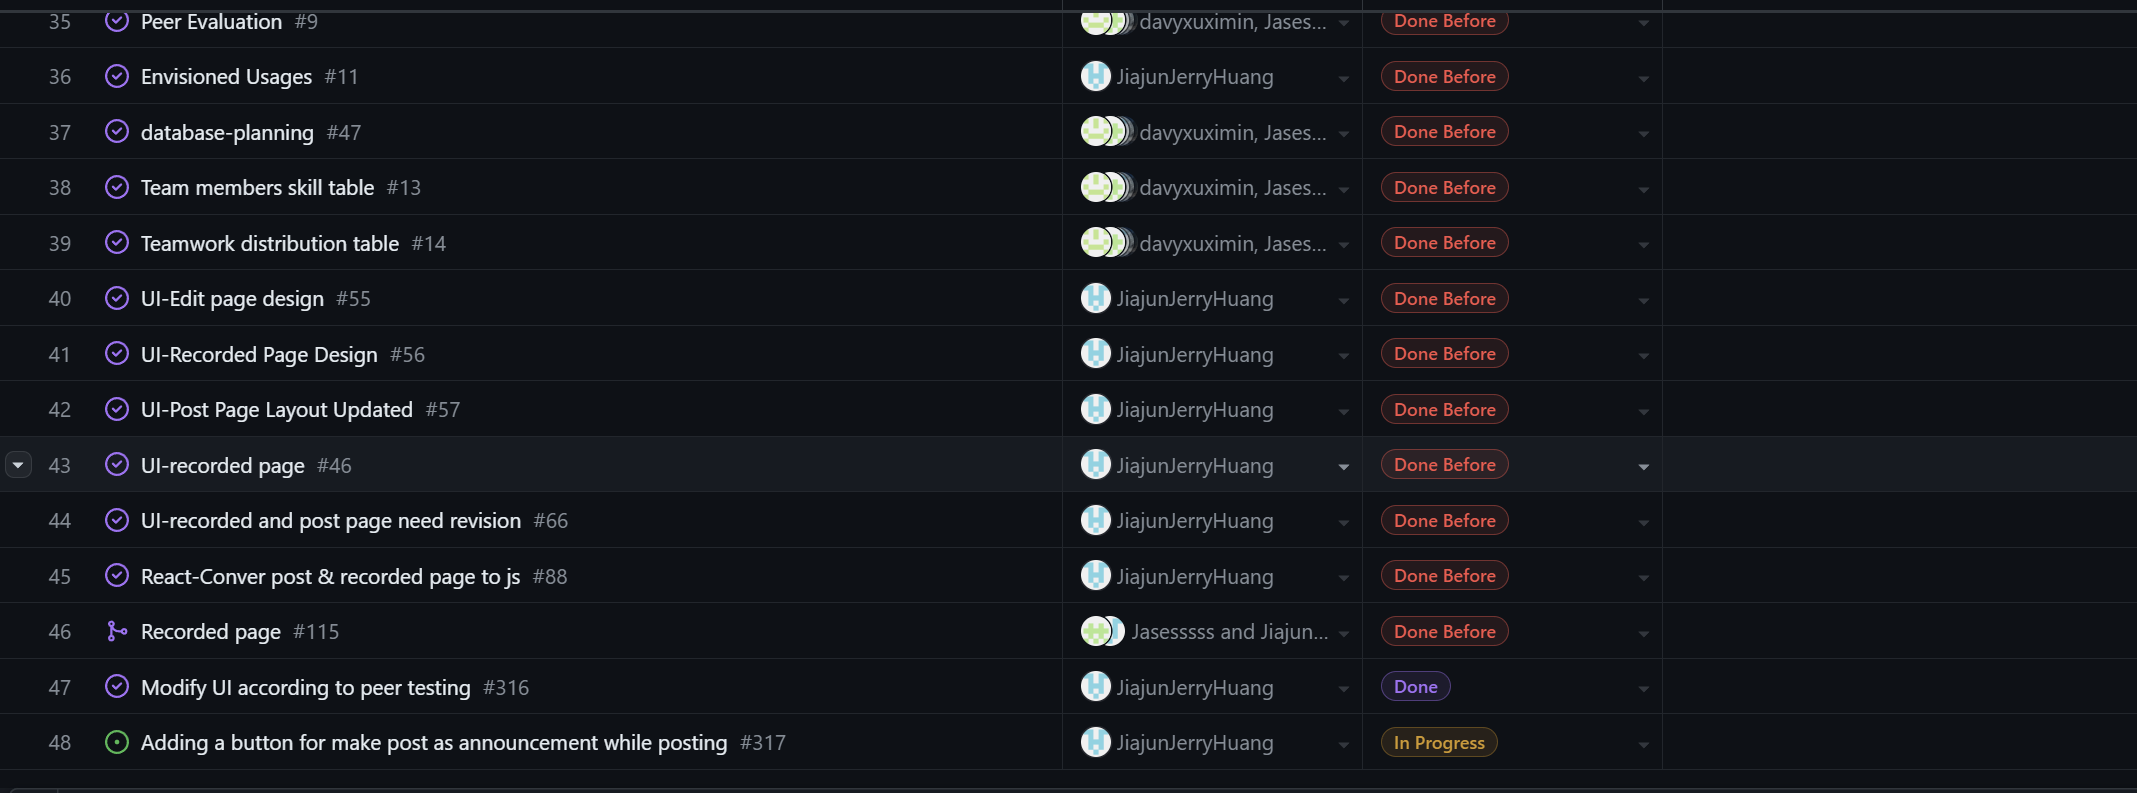 35 Peer Evaluation #9 davyxuximin, Jases... Done Before
36 Envisioned Usages #11 JiajunJerryHuang Done Before
37 database-planning #47 davyxuximin, Jases... Done Before
38 Team members skill table #13 davyxuximin, Jases... Done Before
39 Teamwork distribution table #14 davyxuximin, Jases... Done Before
40 UI-Edit page design #55 JiajunJerryHuang Done Before
41 UI-Recorded Page Design #56 JiajunJerryHuang Done Before
42 UI-Post Page Layout Updated #57 JiajunJerryHuang Done Before
43 UI-recorded page #46 JiajunJerryHuang Done Before
44 UI-recorded and post page need revision #66 JiajunJerryHuang Done Before
45 React-Conver post & recorded page to js #88 JiajunJerryHuang Done Before
46 Recorded page #115 Jasesssss and Jiajun... Done Before
47 Modify UI according to peer testing #316 JiajunJerryHuang Done
48 Adding a button for make post as announcement while posting #317 JiajunJerryHuang In Progress